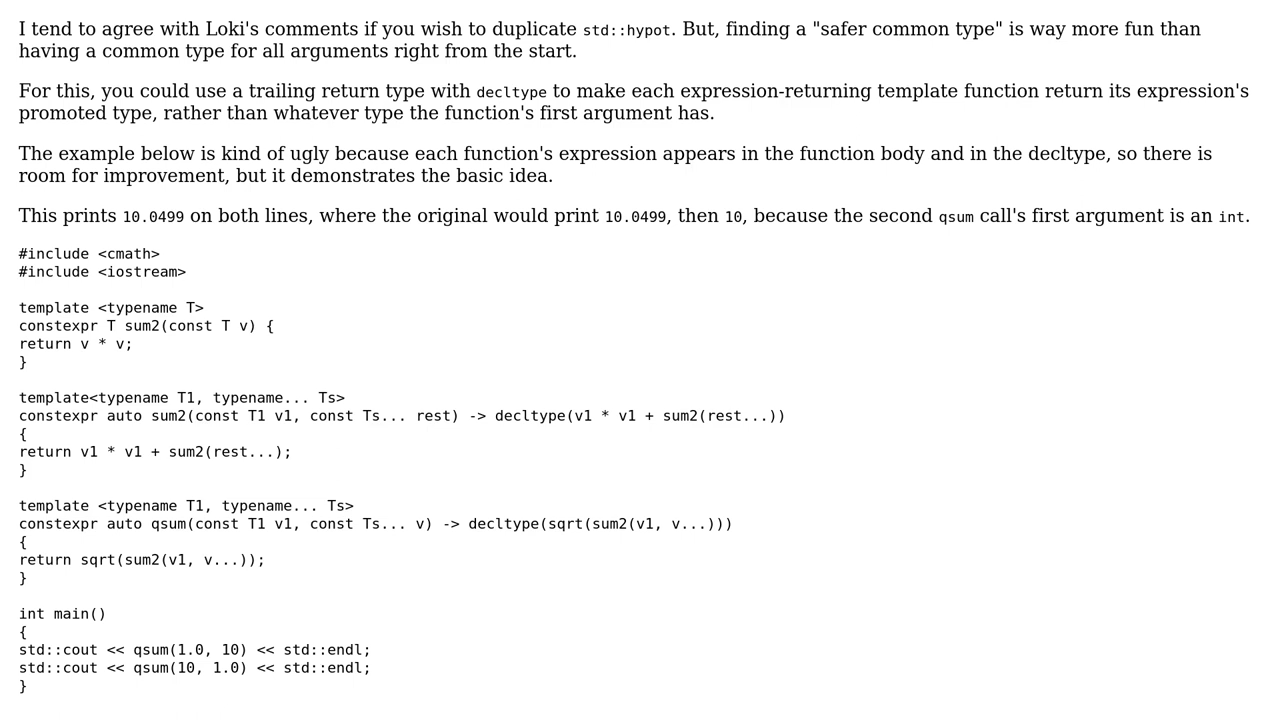 I tend to agree with Loki's comments if you wish to duplicate std::hypot. But, finding a "safer common type" is way more fun than
having a common type for all arguments right from the start.
For this, you could use a trailing return type with decltype to make each expression-returning template function return its expression's
promoted type, rather than whatever type the function's first argument has.
The example below is kind of ugly because each function's expression appears in the function body and in the decltype, so there is
room for improvement, but it demonstrates the basic idea.
This prints 10.0499 on both lines, where the original would print 10.0499, then 10, because the second qsum call's first argument is an int.
#include <cmath>
#include <iostream>
template <typename T>
constexpr T sum2(const T v) {
return v * v;
}
template<typename T1, typename... Ts>
constexpr auto sum2(const T1 v1, const Ts... rest) -> decltype(v1 * v1 + sum2(rest...))
{
return v1 * v1 + sum2(rest...);
}
template <typename T1, typename... Ts>
constexpr auto qsum(const T1 v1, const Ts... v) -> decltype(sqrt(sum2(v1, v...)))
{
return sqrt(sum2(v1, v...));
}
int main()
{
std::cout << qsum(1.0, 10) << std::endl;
std::cout << qsum(10, 1.0) << std::endl;
}